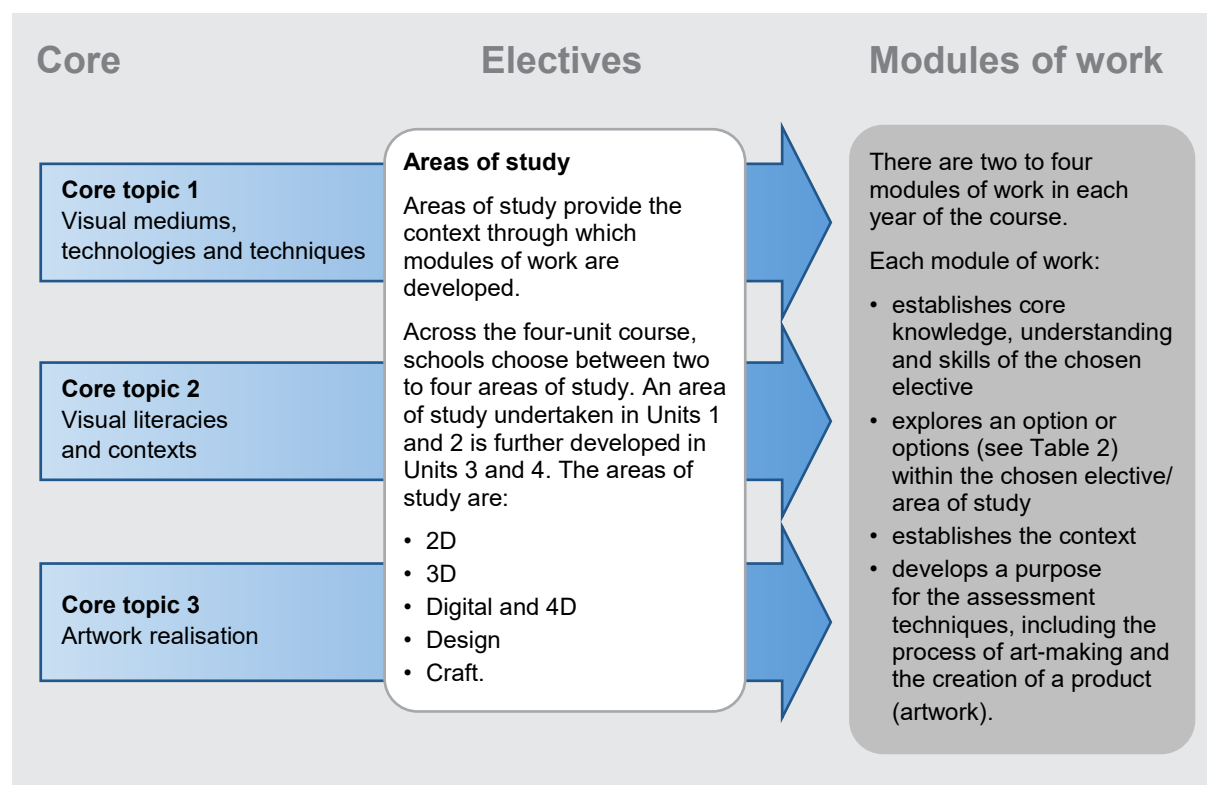 Core
Electives
Modules of work
Core topic 1
Visual mediums,
technologies and techniques
Core topic 2
Visual literacies
and contexts
Core topic 3
Artwork realisation
Areas of study
Areas of study provide the
context through which
modules of work are
developed.
Across the four-unit course,
schools choose between two
to four areas of study. An area
of study undertaken in Units 1
and 2 is further developed in
Units 3 and 4. The areas of
study are:
• 2D
• 3D
• Digital and 4D
• Design
• Craft.
There are two to four
modules of work in each
year of the course.
Each module of work:
• establishes core
knowledge, understanding
and skills of the chosen
elective
• explores an option or
options (see Table 2)
within the chosen elective/
area of study
• establishes the context
• develops a purpose
for the assessment
techniques, including the
process of art-making and
the creation of a product
(artwork).